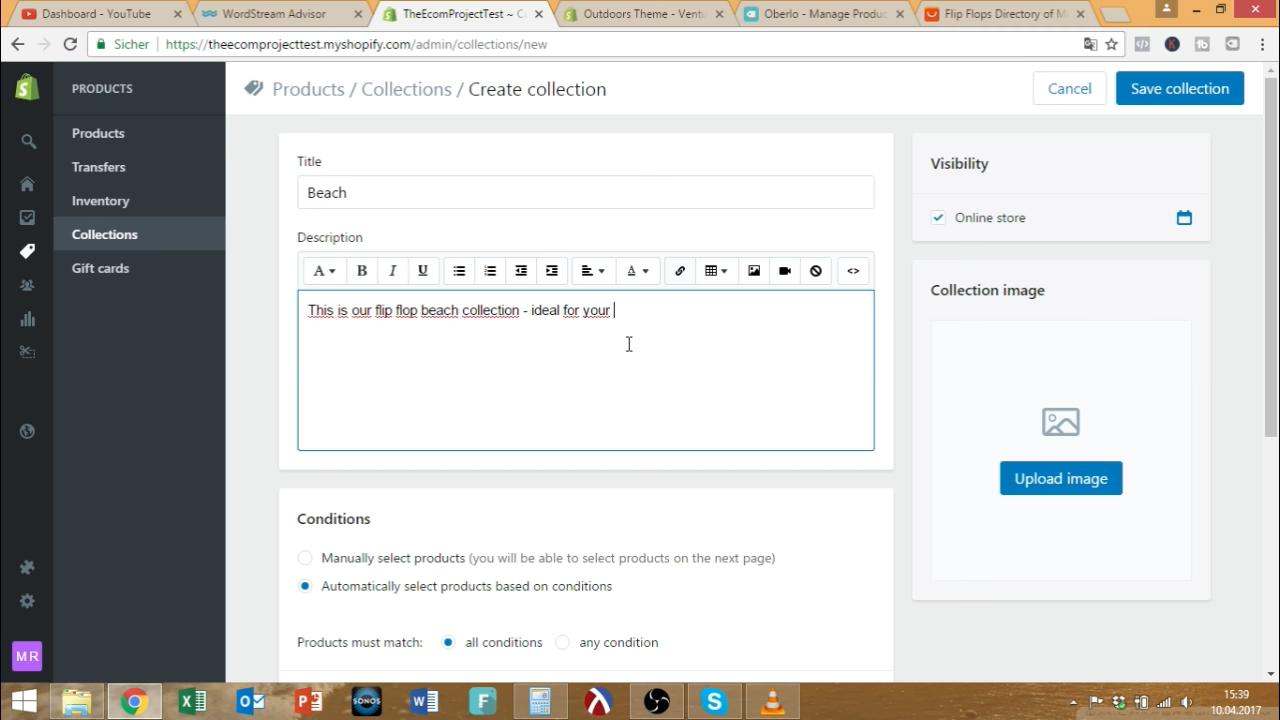 Dashboard - YouTube
WordStream Advisor
TheEcomProjectTest ~ C
Outdoors Theme - Ventu
Oberlo - Manage Produc
Flip Flops Directory of M
Sicher
https://theecomprojecttest.myshopify.com/admin/collections/new
PRODUCTS
Products / Collections / Create collection
Cancel
Save collection
Products
Transfers
Inventory
Collections
Gift cards
Title
Beach
Description
A
B
I
U
A
<>
This is our flip flop beach collection - ideal for your
Visibility
Online store
Collection image
Upload image
Conditions
Manually select products (you will be able to select products on the next page)
Automatically select products based on conditions
Products must match:
all conditions
any condition
MR
SONOS
F
15:39
10.04.2017